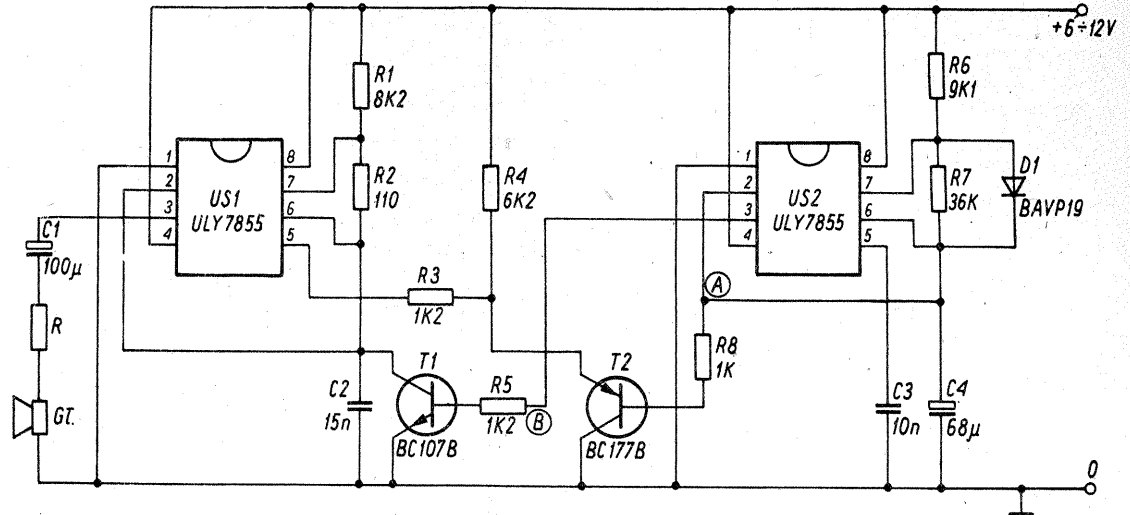 +6÷12V
R1
8K2
R2
110
R4
6K2
R6
9K1
R7
36K
D1
BAVP19
1
2
3
4
8
7
6
5
US1
ULY7855
1
2
3
4
8
7
6
5
US2
ULY7855
C1
100μ
R
GŁ.
R3
1K2
A
R8
1K
T1
BC107B
R5
1K2
B
T2
BC177B
C2
15n
C3
10n
C4
68μ
0